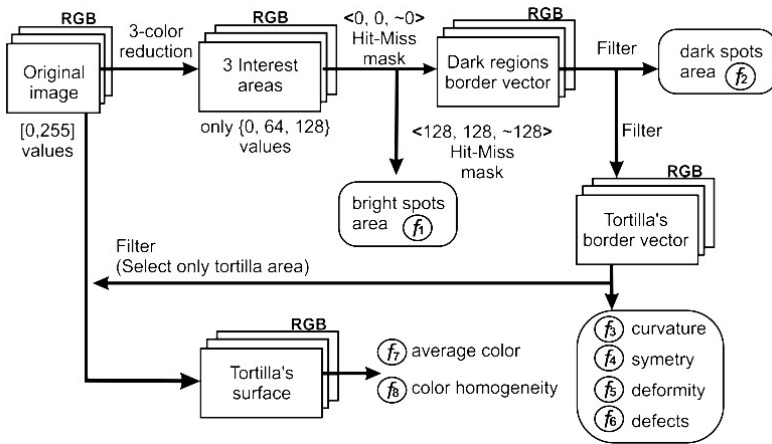 RGB
Original
image
[0,255]
values
3-color
reduction
RGB
3 Interest
areas
only {0, 64, 128}
values
<0, 0, ~0>
Hit-Miss
mask
RGB
Dark regions
border vector
Filter
dark spots
area f2
<128, 128, ~128>
Hit-Miss
mask
Filter
bright spots
area f1
RGB
Tortilla's
border vector
Filter
(Select only tortilla area)
RGB
Tortilla's
surface
f7 average color
f8 color homogeneity
f3 curvature
f4 symetry
f5 deformity
f6 defects